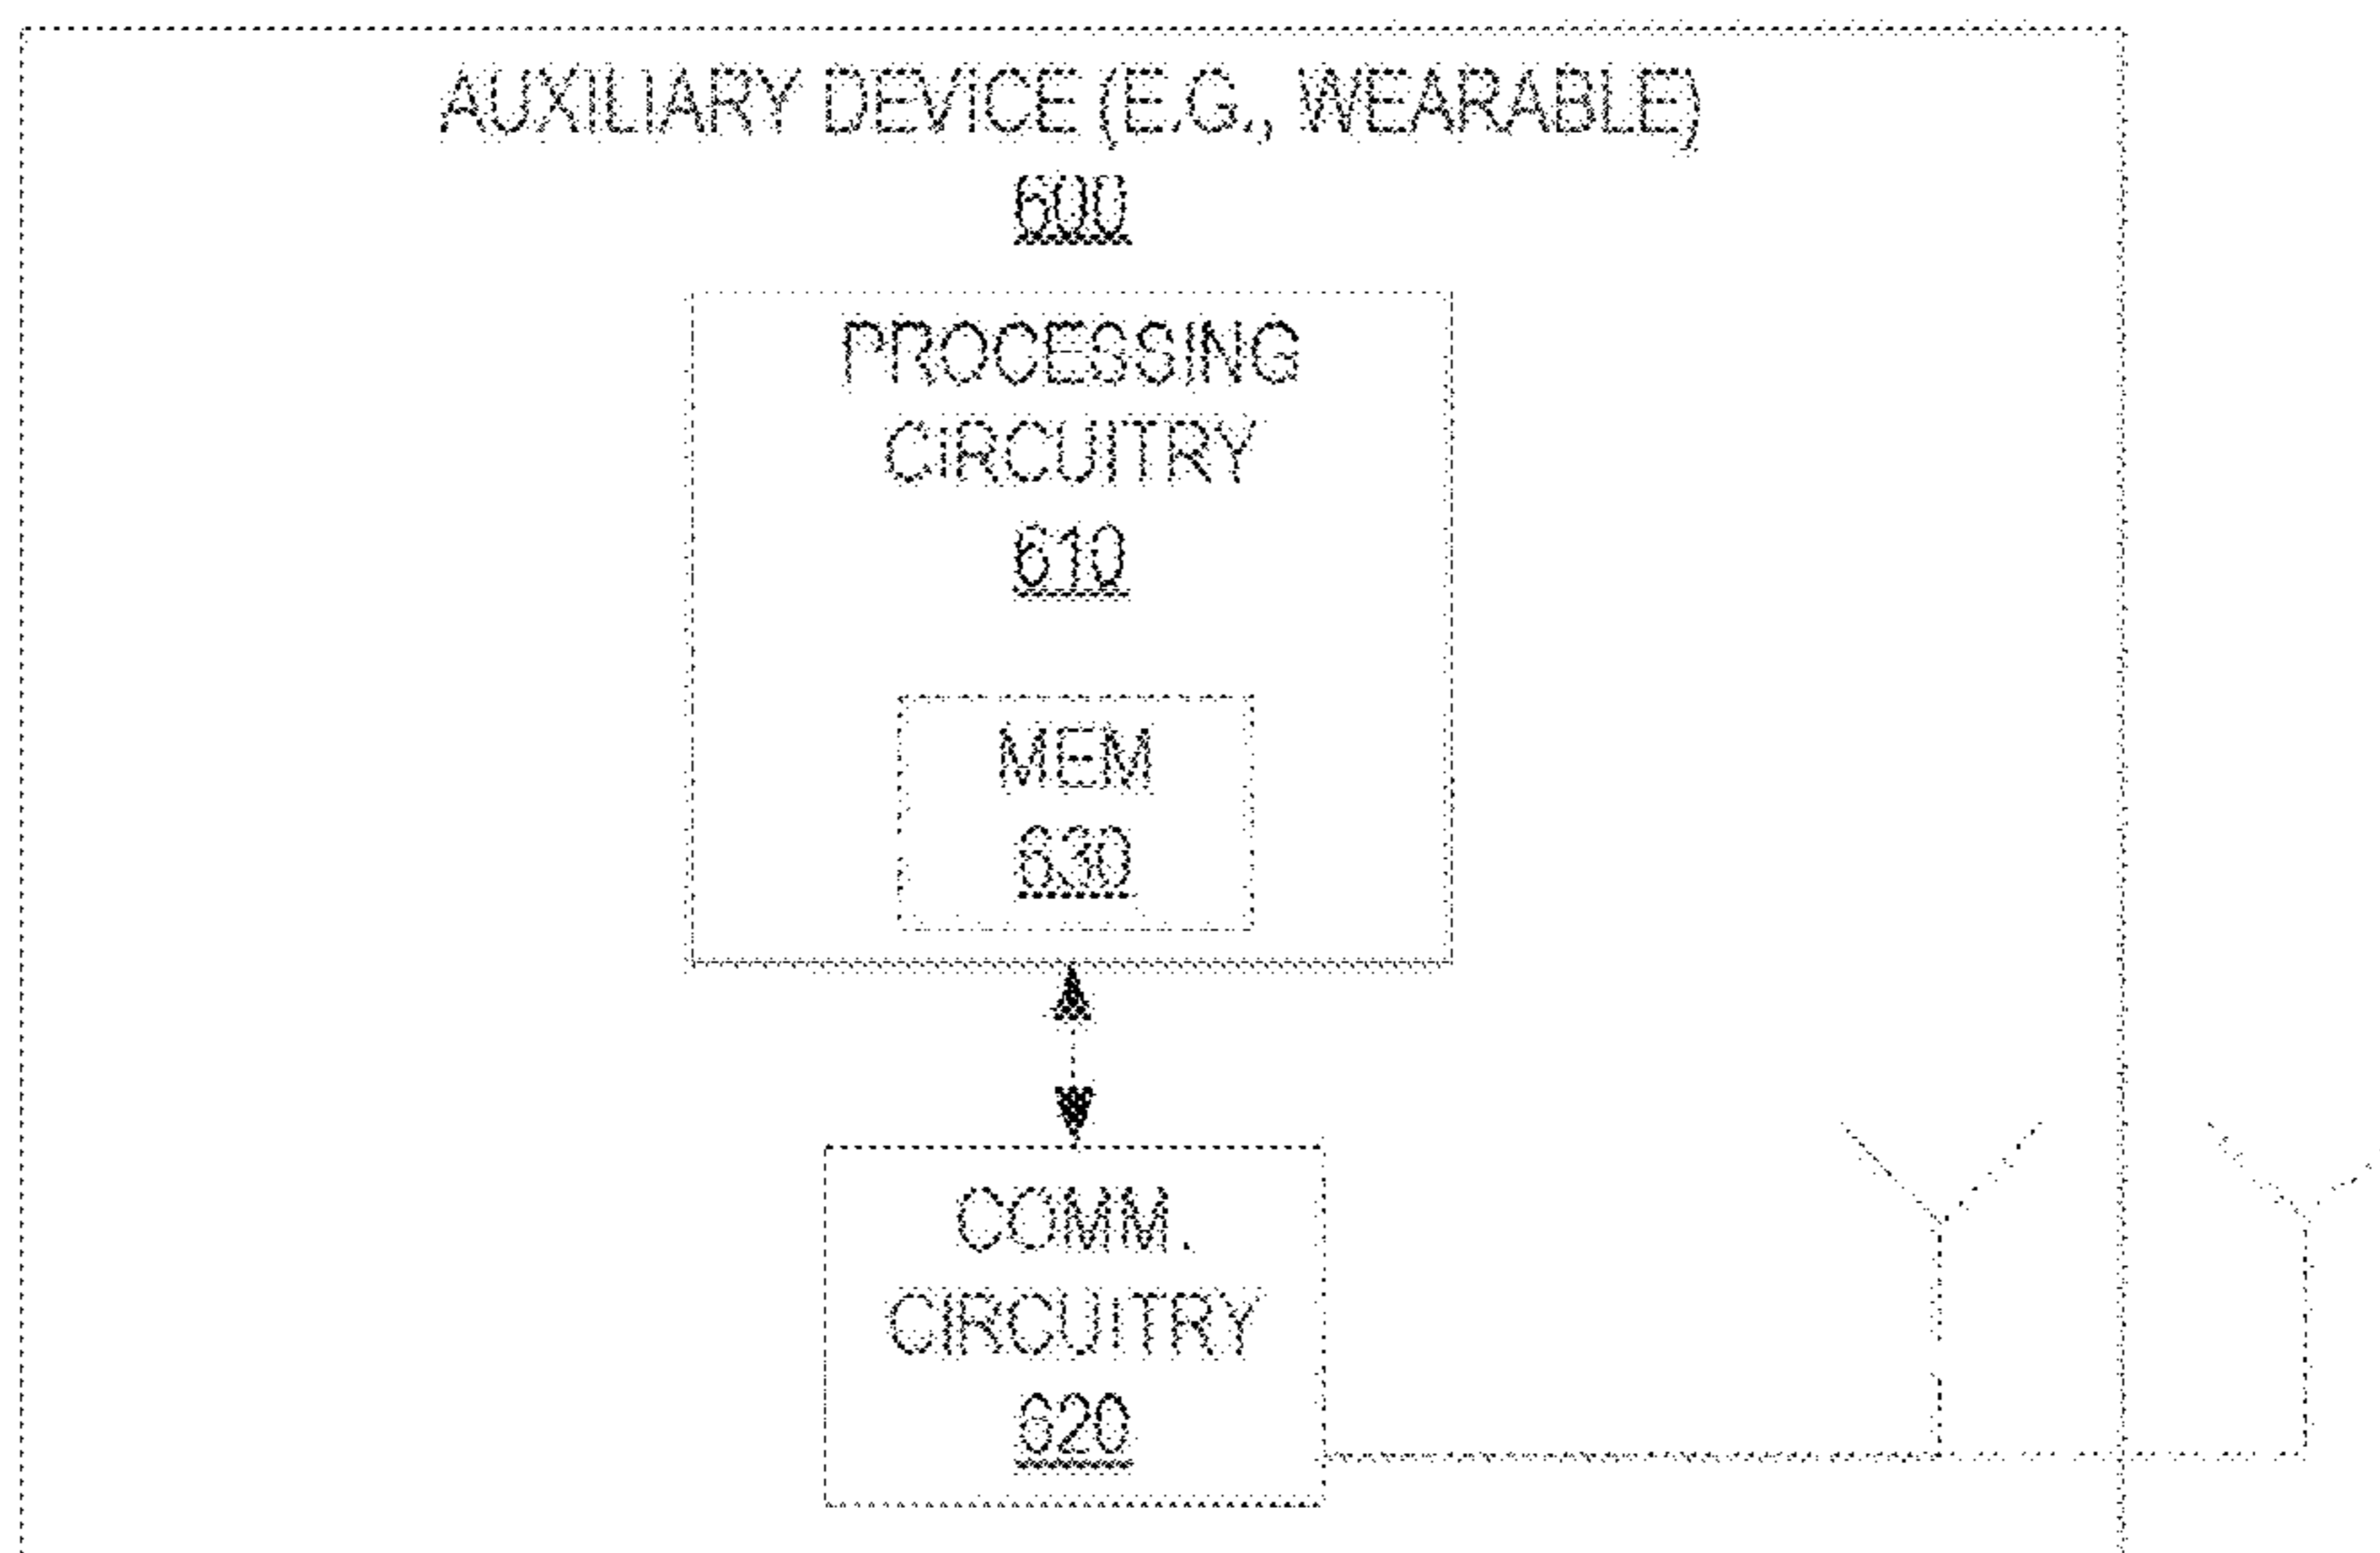 AUXILIARY DEVICE (E.G., WEARABLE)
600
PROCESSING
CIRCUITRY
610
MEM
630
COMM.
CIRCUITRY
620